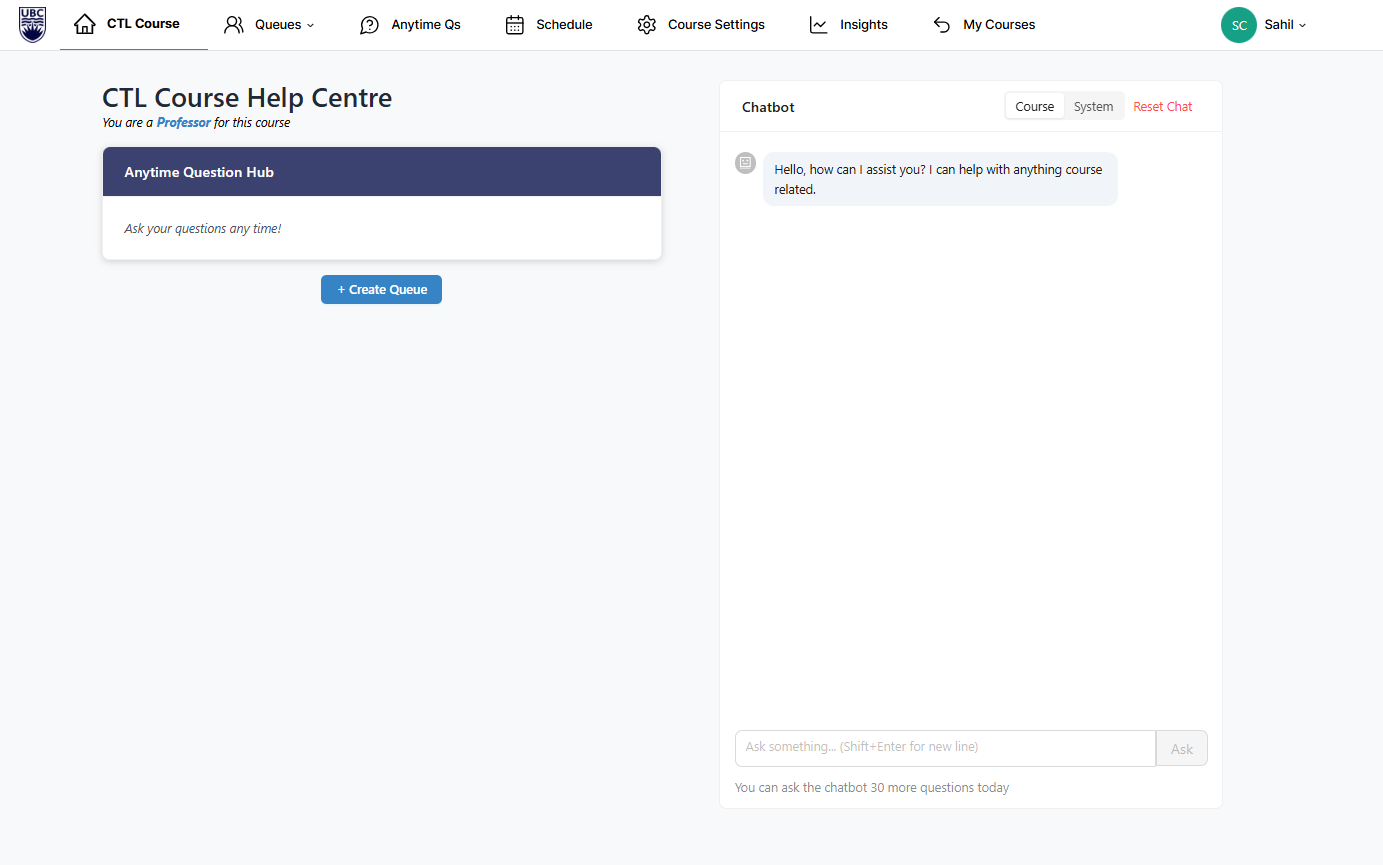 UBC
CTL Course
Queues
Anytime Qs
Schedule
Course Settings
Insights
My Courses
SC
Sahil
CTL Course Help Centre
You are a Professor for this course
Anytime Question Hub
Ask your questions any time!
+ Create Queue
Chatbot
Course
System
Reset Chat
Hello, how can I assist you? I can help with anything course
related.
Ask something... (Shift+Enter for new line)
Ask
You can ask the chatbot 30 more questions today